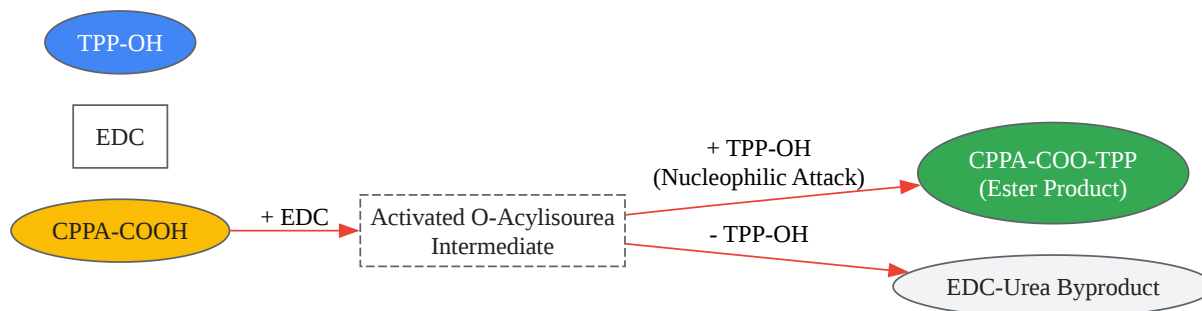 TPP-OH
EDC
CPPA-COOH
+ EDC
Activated O-Acylisourea
Intermediate
+ TPP-OH
(Nucleophilic Attack)
- TPP-OH
CPPA-COO-TPP
(Ester Product)
EDC-Urea Byproduct